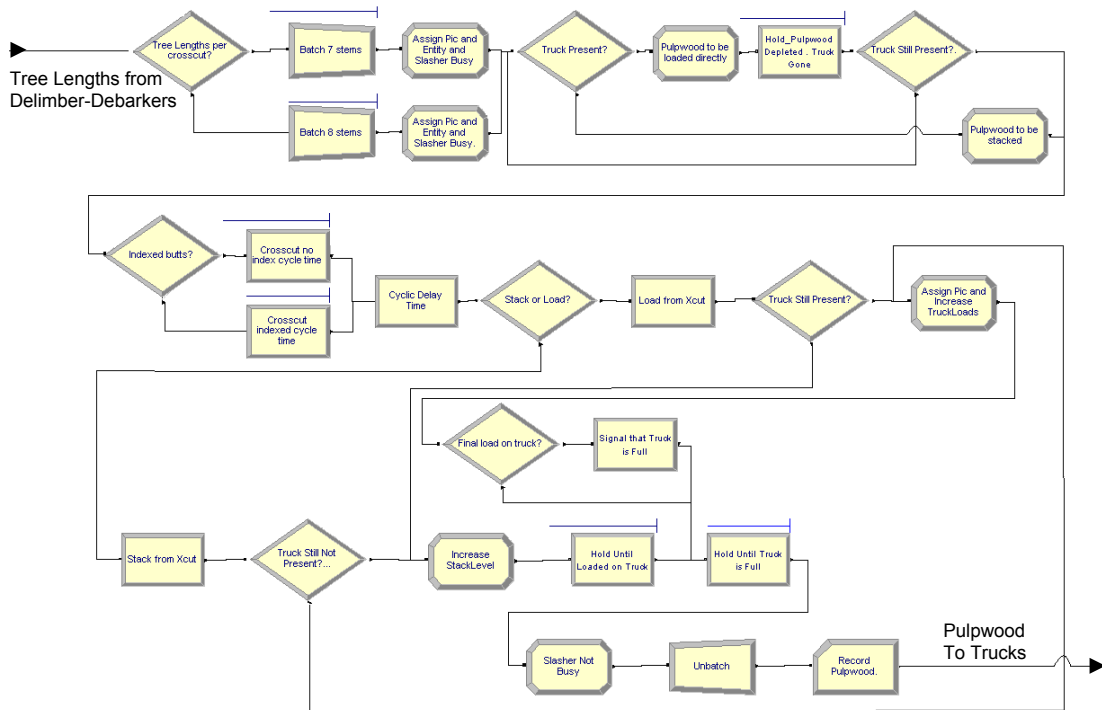 Tree Lengths per
crosscut?
Batch 7 stems
Assign Pic and
Entity and
Slasher Busy
Truck Present?
Pulpwood to be
loaded directly
Hold_Pulpwood
Depleted . Truck
Gone
Truck Still Present?.
Tree Lengths from
Delimber-Debarkers
Batch 8 stems
Assign Pic and
Entity and
Slasher Busy.
Pulpwood to be
stacked
Indexed butts?
Crosscut no
index cycle time
Crosscut
indexed cycle
time
Cyclic Delay
Time
Stack or Load?
Load from Xcut
Truck Still Present?
Assign Pic and
Increase
TruckLoads
Final load on truck?
Signal that Truck
is Full
Stack from Xcut
Truck Still Not
Present?...
Increase
StackLevel
Hold Until
Loaded on Truck
Hold Until Truck
is Full
Slasher Not
Busy
Unbatch
Record
Pulpwood.
Pulpwood
To Trucks